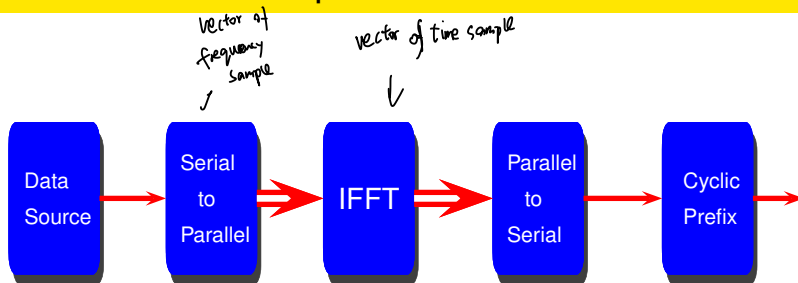 vector of
frequency
sample
vector of time sample
Data
Source
Serial
to
Parallel
IFFT
Parallel
to
Serial
Cyclic
Prefix